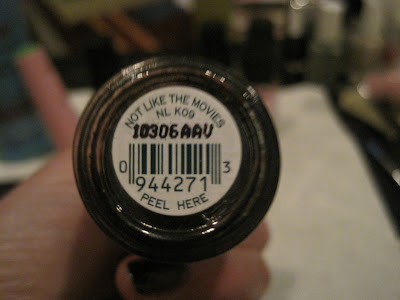 NOT LIKE THE MOVIES
NL K09
10306AAV
0 944271 3
PEEL HERE